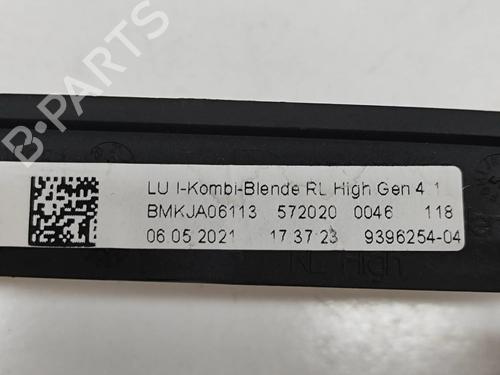 B-PARTS
LU I-Kombi-Blende RL High Gen 4.1
BMKJA06113 572020 0046 118
06.05.2021 17:37:23 9396254-04
RL High